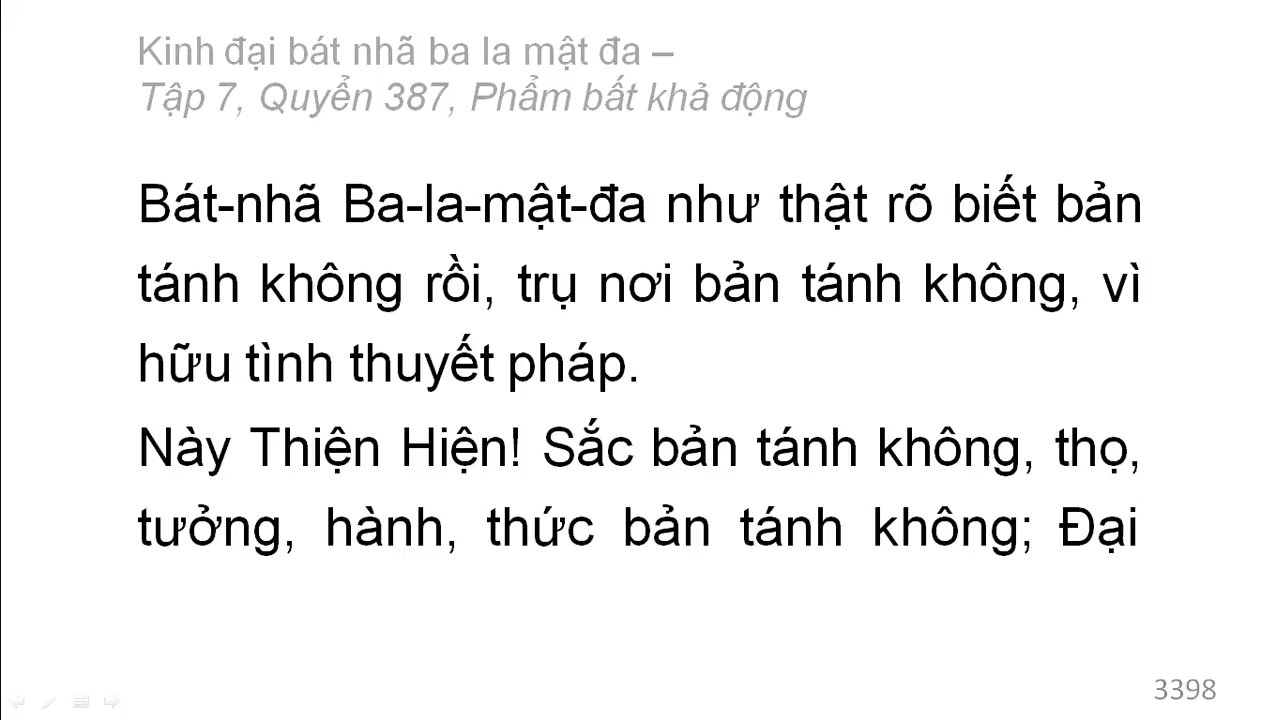 Kinh đại bát nhã ba la mật đa –
Tập 7, Quyển 387, Phẩm bất khả động
Bát-nhã Ba-la-mật-đa như thật rõ biết bản
tánh không rồi, trụ nơi bản tánh không, vì
hữu tình thuyết pháp.
Này Thiện Hiện! Sắc bản tánh không, thọ,
tưởng, hành, thức bản tánh không; Đại
3398